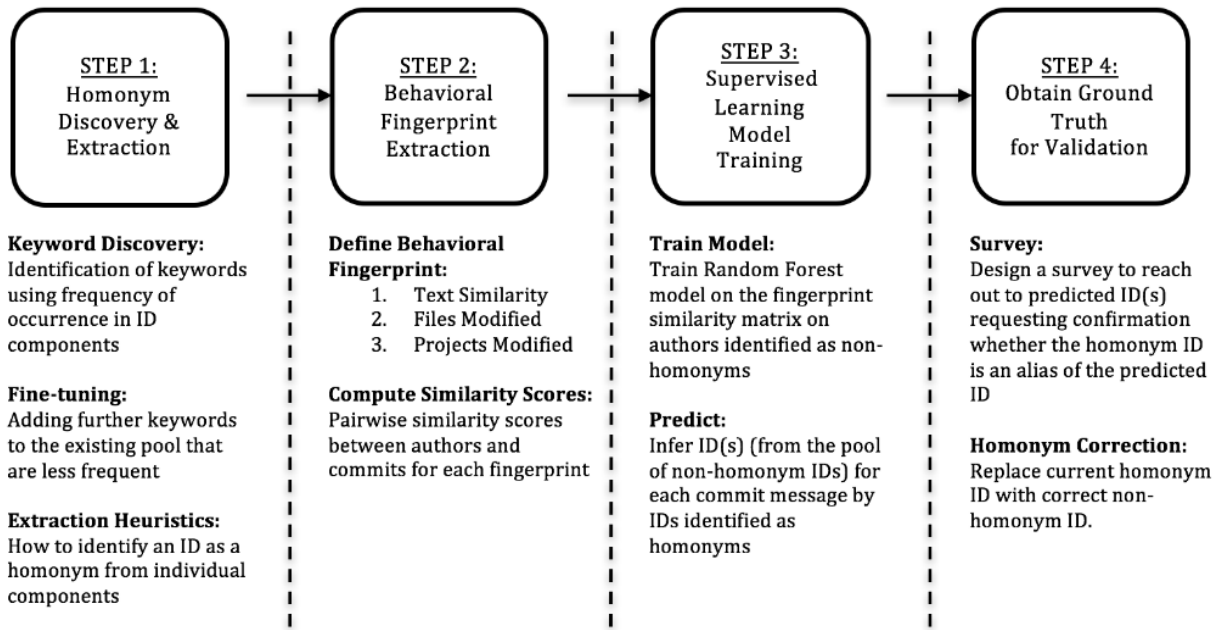 STEP 1:
Homonym
Discovery &
Extraction
STEP 2:
Behavioral
Fingerprint
Extraction
STEP 3:
Supervised
Learning
Model
Training
STEP 4:
Obtain Ground
Truth
for Validation
Keyword Discovery:
Identification of keywords
using frequency of
occurrence in ID
components
Fine-tuning:
Adding further keywords
to the existing pool that
are less frequent
Extraction Heuristics:
How to identify an ID as a
homonym from individual
components
Define Behavioral
Fingerprint:
1. Text Similarity
2. Files Modified
3. Projects Modified
Compute Similarity Scores:
Pairwise similarity scores
between authors and
commits for each fingerprint
Train Model:
Train Random Forest
model on the fingerprint
similarity matrix on
authors identified as non-
homonyms
Predict:
Infer ID(s) (from the pool
of non-homonym IDs) for
each commit message by
IDs identified as
homonyms
Survey:
Design a survey to reach
out to predicted ID(s)
requesting confirmation
whether the homonym ID
is an alias of the predicted
ID
Homonym Correction:
Replace current homonym
ID with correct non-
homonym ID.